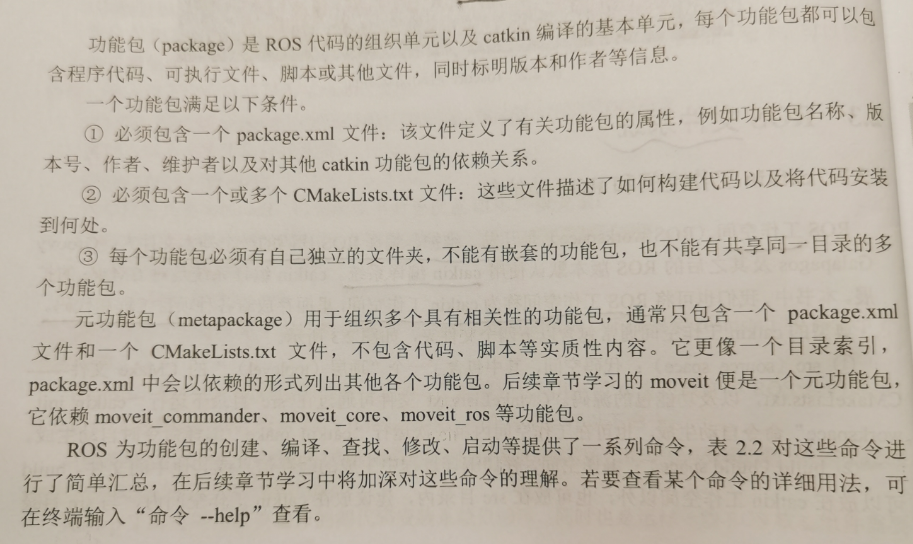 功能包（package）是 ROS 代码的组织单元以及 catkin 编译的基本单元，每个功能包都可以包
含程序代码、可执行文件、脚本或其他文件，同时标明版本和作者等信息。
一个功能包满足以下条件。
① 必须包含一个 package.xml 文件：该文件定义了有关功能包的属性，例如功能包名称、版
本号、作者、维护者以及对其他 catkin 功能包的依赖关系。
② 必须包含一个或多个 CMakeLists.txt 文件：这些文件描述了如何构建代码以及将代码安装
到何处。
③ 每个功能包必须有自己独立的文件夹，不能有嵌套的功能包，也不能有共享同一目录的多
个功能包。
元功能包（metapackage）用于组织多个具有相关性的功能包，通常只包含一个 package.xml
文件和一个 CMakeLists.txt 文件，不包含代码、脚本等实质性内容。它更像一个目录索引，
package.xml 中会以依赖的形式列出其他各个功能包。后续章节学习的 moveit 便是一个元功能包，
它依赖 moveit_commander、moveit_core、moveit_ros 等功能包。
ROS 为功能包的创建、编译、查找、修改、启动等提供了一系列命令，表 2.2 对这些命令进
行了简单汇总，在后续章节学习中将加深对这些命令的理解。若要查看某个命令的详细用法，可
在终端输入“命令 --help”查看。